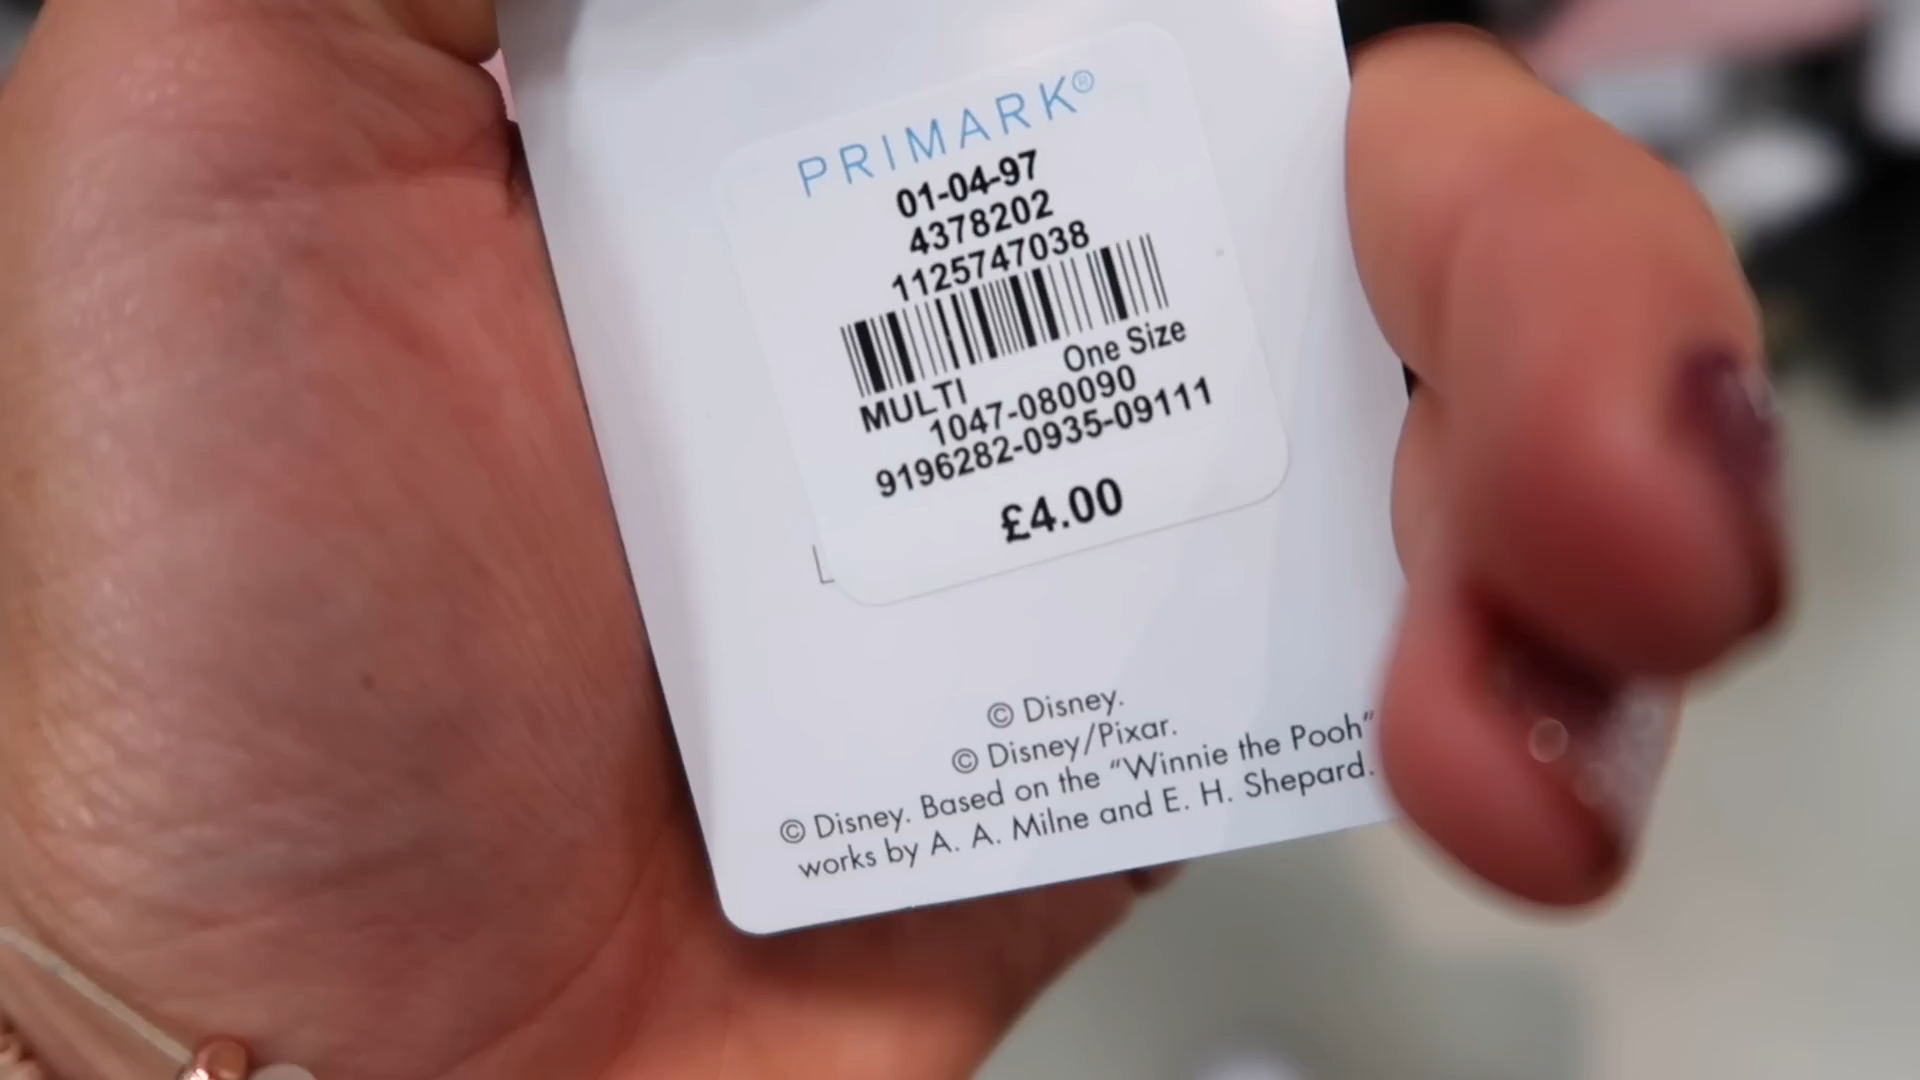 PRIMARK®
01-04-97
4378202
1125747038
MULTI One Size
1047-080090
9196282-0935-09111
£4.00
L
© Disney.
© Disney/Pixar.
© Disney. Based on the "Winnie the Pooh"
works by A. A. Milne and E. H. Shepard.